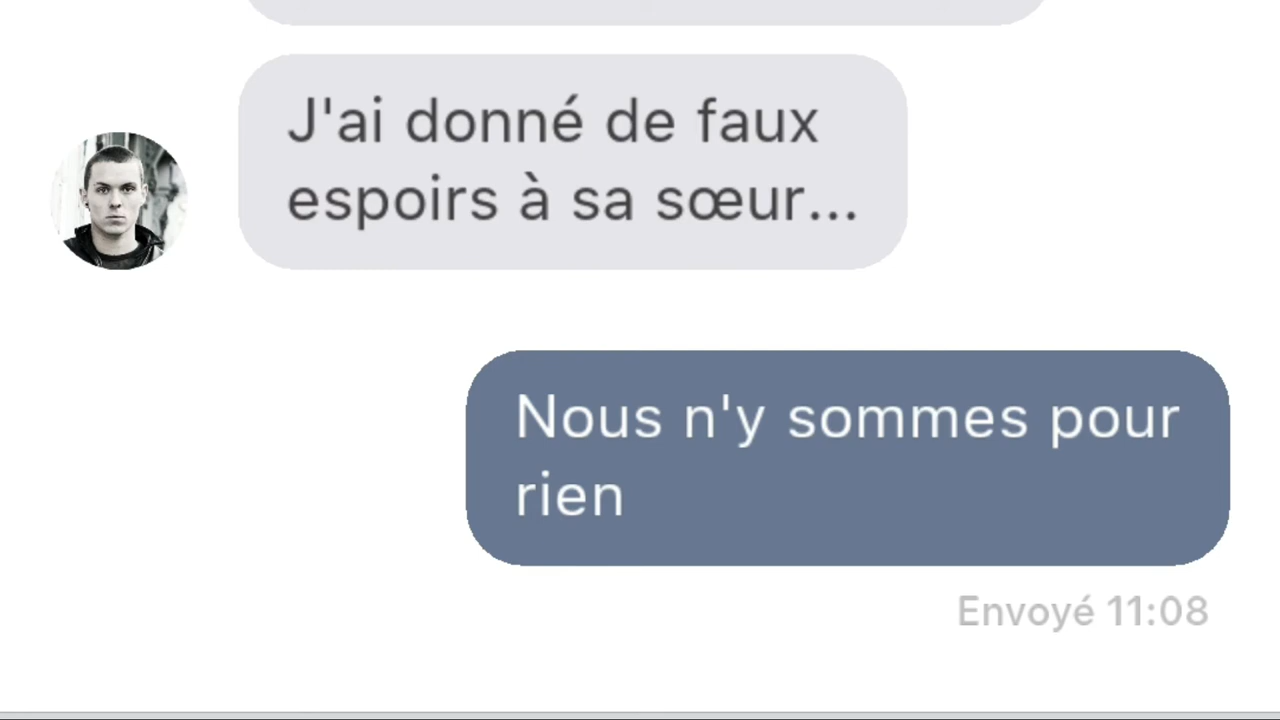 J'ai donné de faux
espoirs à sa sœur...
Nous n'y sommes pour
rien
Envoyé 11:08